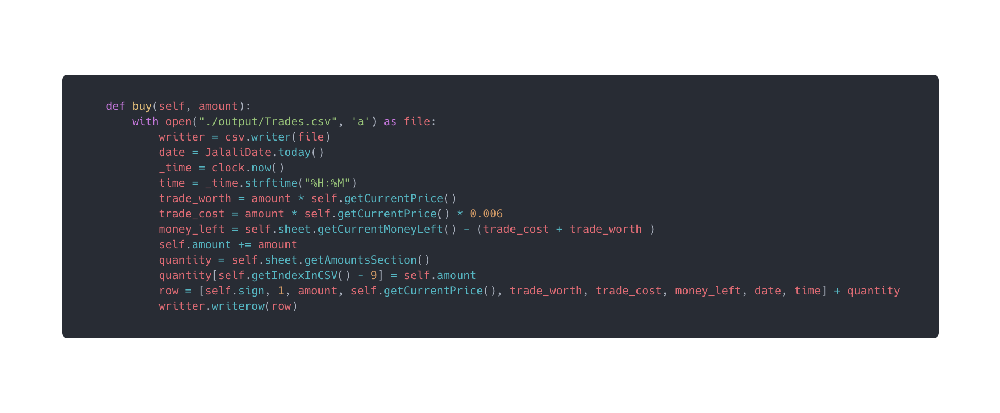 def buy(self, amount):
    with open("./output/Trades.csv", 'a') as file:
        writter = csv.writer(file)
        date = JalaliDate.today()
        _time = clock.now()
        time = _time.strftime("%H:%M")
        trade_worth = amount * self.getCurrentPrice()
        trade_cost = amount * self.getCurrentPrice() * 0.006
        money_left = self.sheet.getCurrentMoneyLeft() - (trade_cost + trade_worth )
        self.amount += amount
        quantity = self.sheet.getAmountsSection()
        quantity[self.getIndexInCSV() - 9] = self.amount
        row = [self.sign, 1, amount, self.getCurrentPrice(), trade_worth, trade_cost, money_left, date, time] + quantity
        writter.writerow(row)